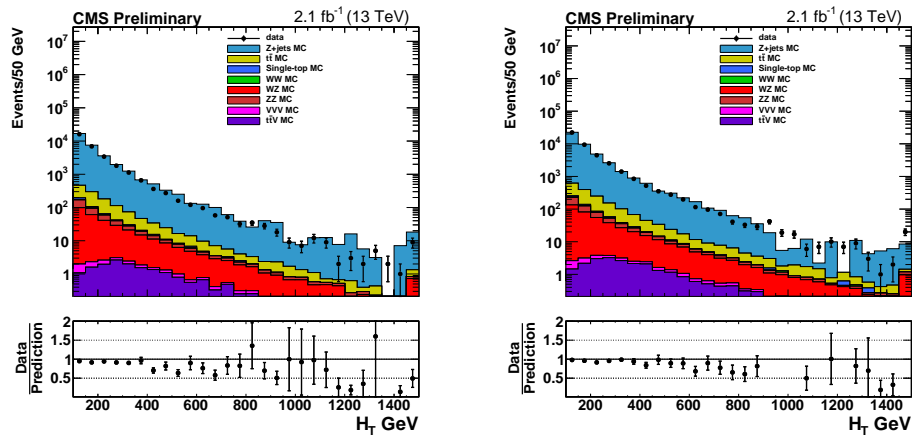 CMS Preliminary 2.1 fb⁻¹ (13 TeV)
Events/50 GeV
10⁷
10⁶
10⁵
10⁴
10³
10²
10
1
data
Z+jets MC
tt̄ MC
Single-top MC
WW MC
WZ MC
ZZ MC
VVV MC
tt̄V MC
Data
Prediction
2
1.5
1
0.5
200 400 600 800 1000 1200 1400
H_T GeV
CMS Preliminary 2.1 fb⁻¹ (13 TeV)
Events/50 GeV
10⁷
10⁶
10⁵
10⁴
10³
10²
10
1
data
Z+jets MC
tt̄ MC
Single-top MC
WW MC
WZ MC
ZZ MC
VVV MC
tt̄V MC
Data
Prediction
2
1.5
1
0.5
200 400 600 800 1000 1200 1400
H_T GeV